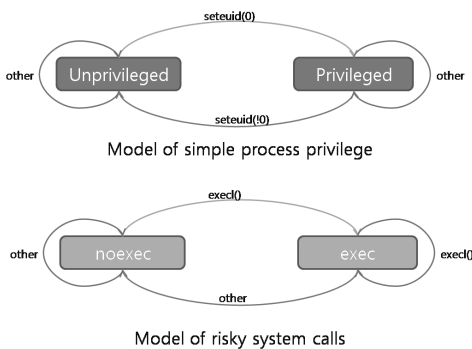 seteuid(0)
other
Unprivileged
Privileged
other
seteuid(!0)
Model of simple process privilege
execl()
other
noexec
exec
execl()
other
Model of risky system calls